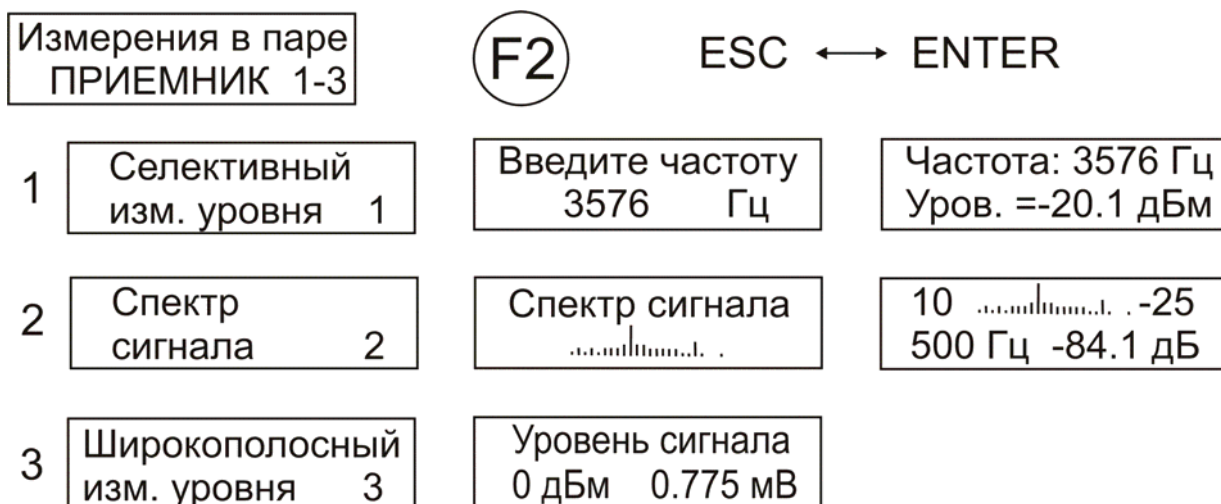 Измерения в паре
ПРИЕМНИК 1-3
F2
ESC ↔ ENTER
1
Селективный
изм. уровня 1
Введите частоту
3576 Гц
Частота: 3576 Гц
Уров. =-20.1 дБм
2
Спектр
сигнала 2
Спектр сигнала
10 -25
500 Гц -84.1 дБ
3
Широкополосный
изм. уровня 3
Уровень сигнала
0 дБм 0.775 мВ